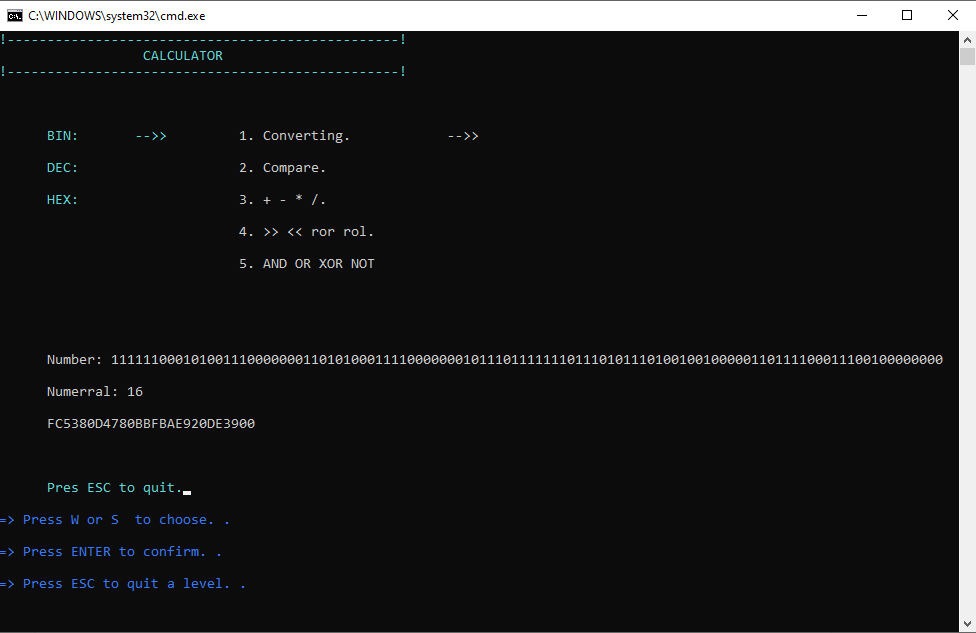 C:\WINDOWS\system32\cmd.exe
!-------------------------------------------------!
CALCULATOR
!-------------------------------------------------!
BIN: -->> 1. Converting. -->>
DEC: 2. Compare.
HEX: 3. + - * /.
4. >> << ror rol.
5. AND OR XOR NOT
Number: 11111100010100111000000011010100011110000000101110111111101110101110100100100000110111100011100100000000
Numerral: 16
FC5380D4780BBFBAE920DE3900
Pres ESC to quit.
=> Press W or S  to choose. .
=> Press ENTER to confirm. .
=> Press ESC to quit a level. .